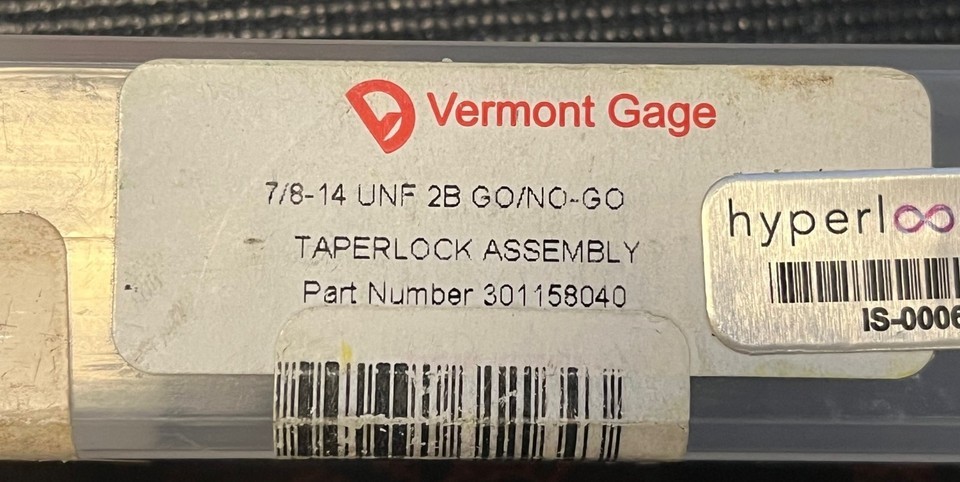 Vermont Gage
7/8-14 UNF 2B GO/NO-GO
TAPERLOCK ASSEMBLY
Part Number 301158040
hyperl∞
IS-0006